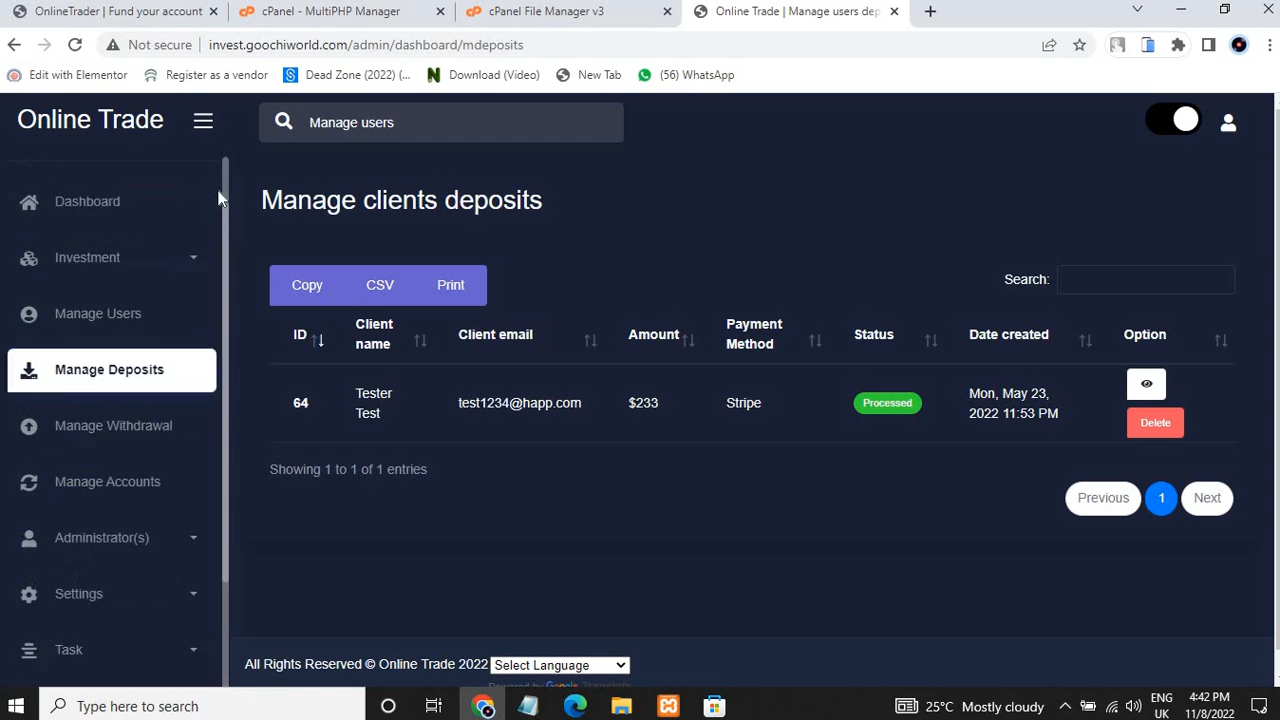 OnlineTrader | Fund your account
cPanel - MultiPHP Manager
cPanel File Manager v3
Online Trade | Manage users dep
Not secure
invest.goochiworld.com/admin/dashboard/mdeposits
Edit with Elementor
Register as a vendor
Dead Zone (2022) (...
Download (Video)
New Tab
(56) WhatsApp
Online Trade
Manage users
Dashboard
Investment
Manage Users
Manage Deposits
Manage Withdrawal
Manage Accounts
Administrator(s)
Settings
Task
Manage clients deposits
Copy
CSV
Print
Search:
ID
Client
name
Client email
Amount
Payment
Method
Status
Date created
Option
64
Tester
Test
test1234@happ.com
$233
Stripe
Processed
Mon, May 23,
2022 11:53 PM
Delete
Showing 1 to 1 of 1 entries
Previous
1
Next
All Rights Reserved © Online Trade 2022
Select Language
Powered by Google Translate
Type here to search
25°C Mostly cloudy
ENG
UK
4:42 PM
11/8/2022